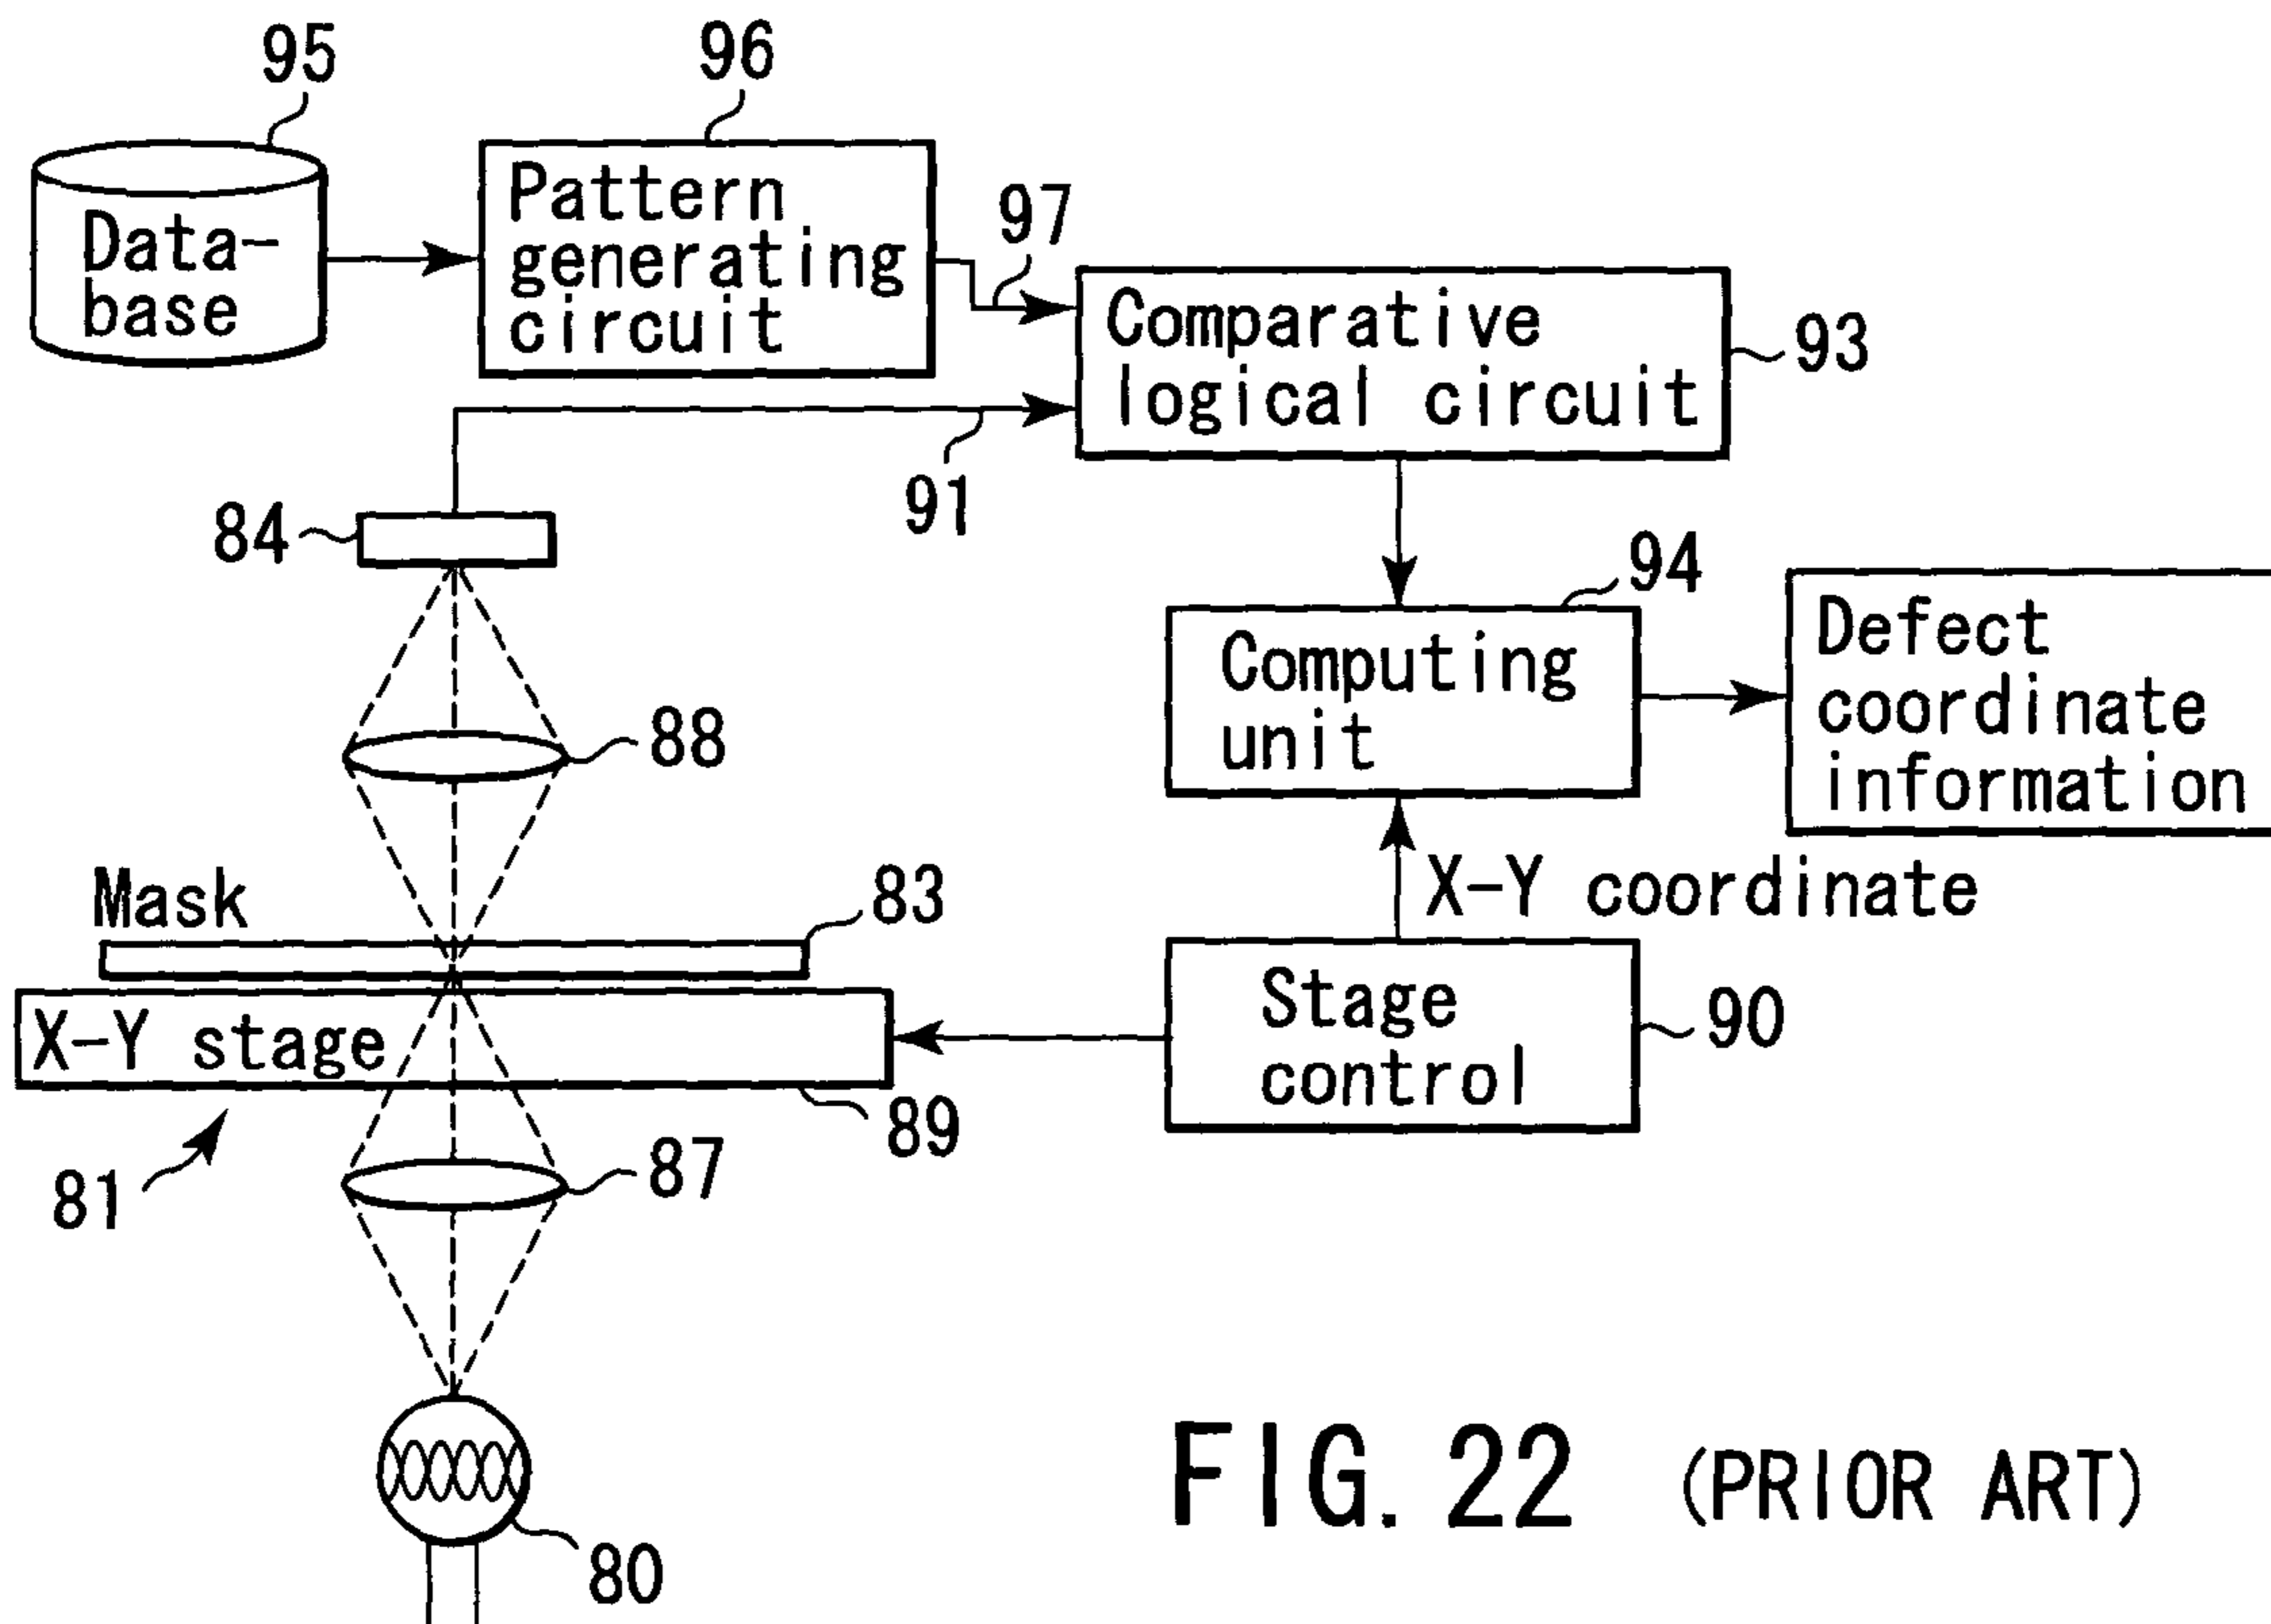 95
96
Data-
base
Pattern
generating
circuit
97
Comparative
logical circuit
93
91
84
94
Computing
unit
Defect
coordinate
information
88
X-Y coordinate
Mask
83
X-Y stage
Stage
control
90
89
81
87
80
FIG. 22 (PRIOR ART)